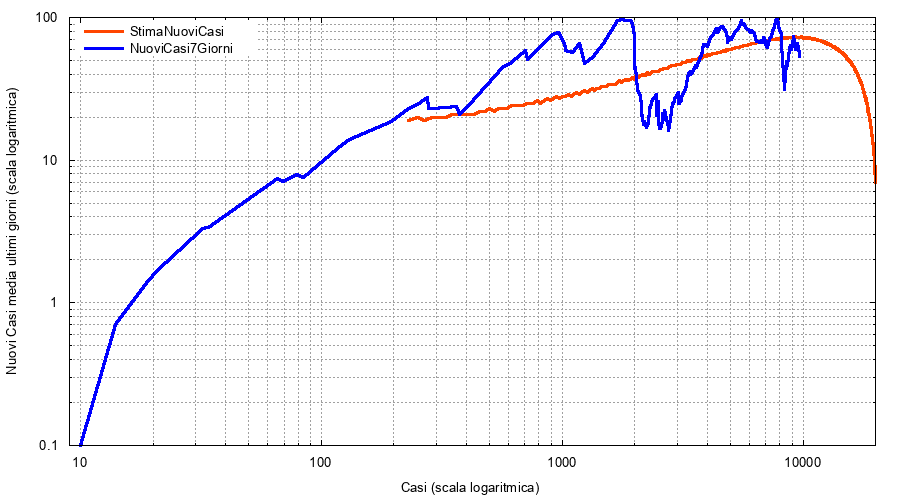 StimaNuoviCasi
NuoviCasi7Giorni
100
10
1
0.1
Nuovi Casi media ultimi giorni (scala logaritmica)
10 100 1000 10000
Casi (scala logaritmica)